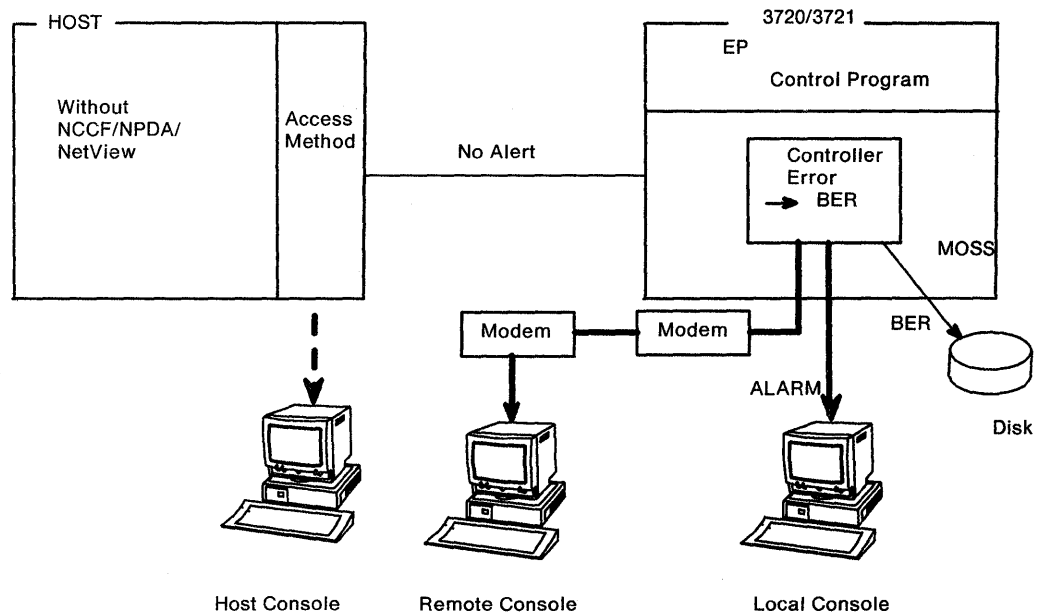 HOST
3720/3721
EP
Control Program
Without
NCCF/NPDA/
NetView
Access
Method
No Alert
Controller
Error
BER
MOSS
Modem
Modem
BER
ALARM
Disk
Host Console
Remote Console
Local Console